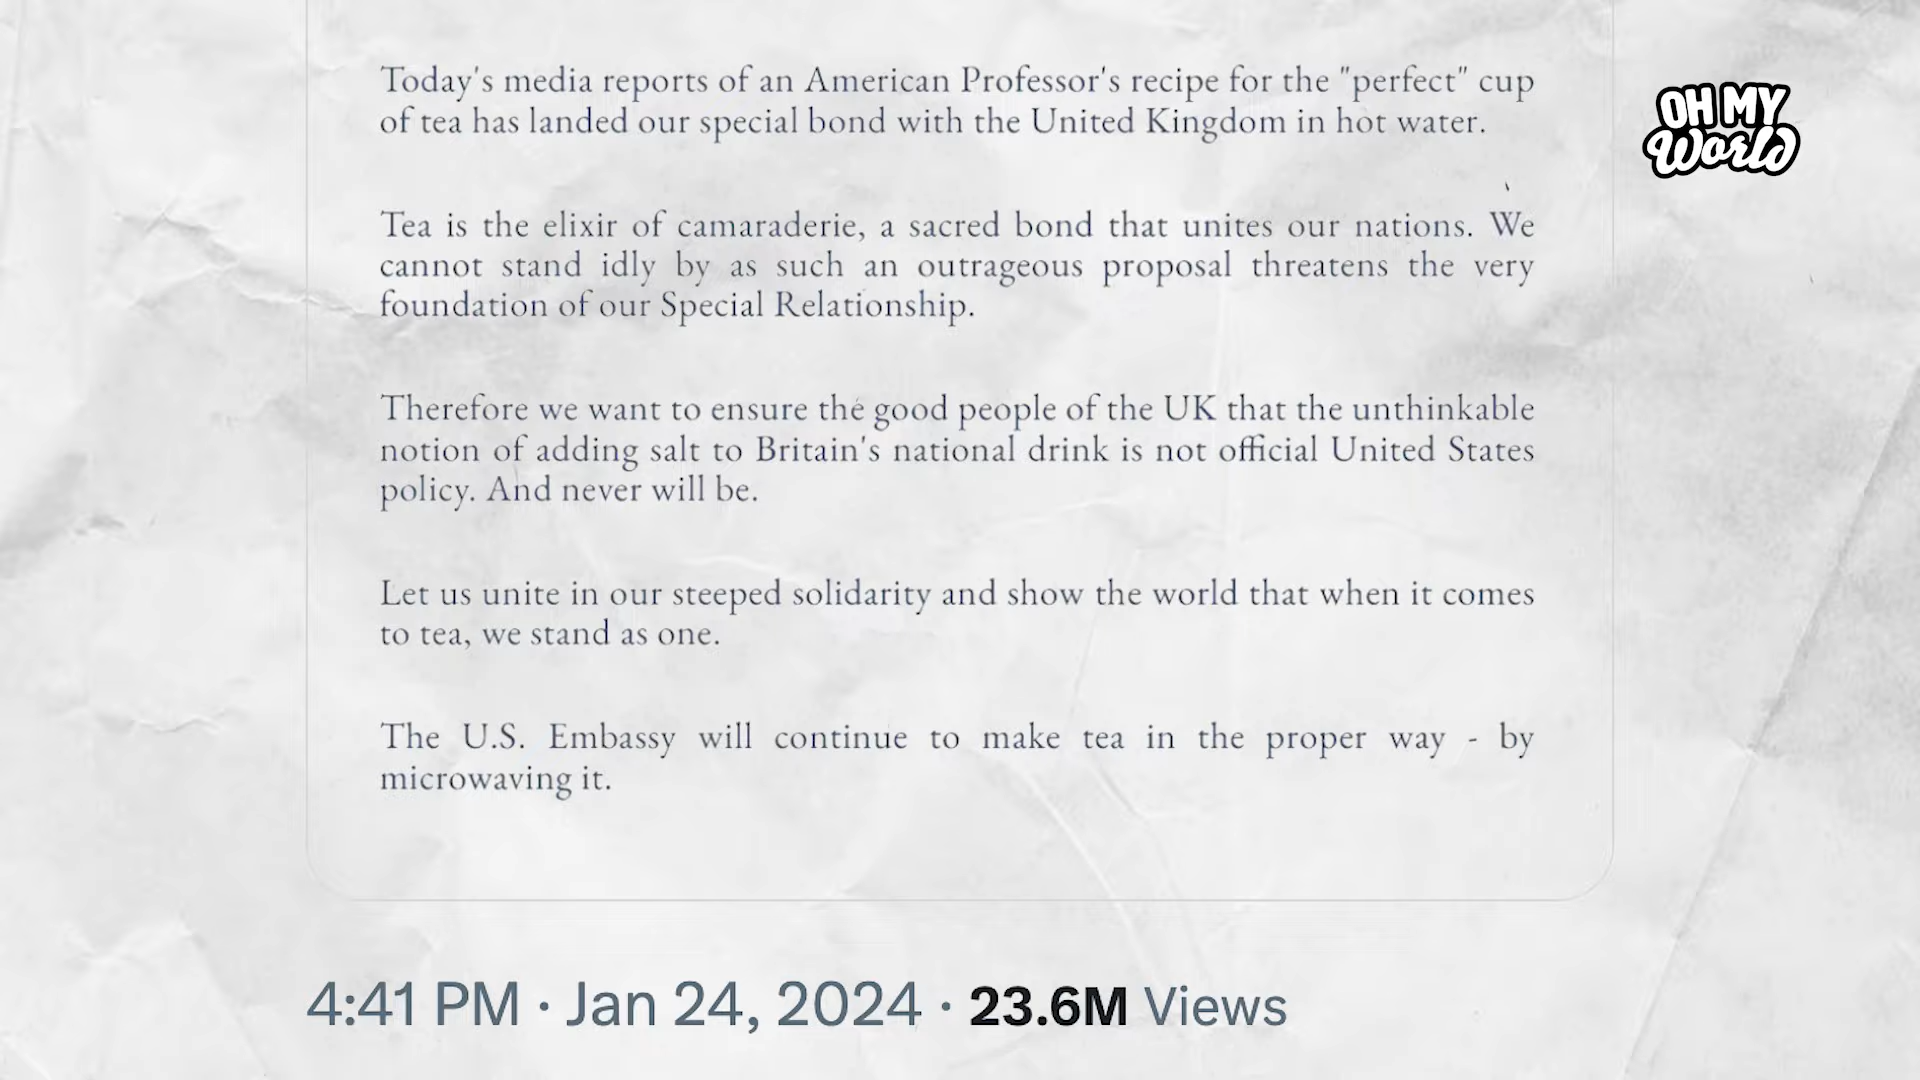 Today's media reports of an American Professor's recipe for the "perfect" cup
of tea has landed our special bond with the United Kingdom in hot water.
OH MY
World
Tea is the elixir of camaraderie, a sacred bond that unites our nations. We
cannot stand idly by as such an outrageous proposal threatens the very
foundation of our Special Relationship.
Therefore we want to ensure the good people of the UK that the unthinkable
notion of adding salt to Britain's national drink is not official United States
policy. And never will be.
Let us unite in our steeped solidarity and show the world that when it comes
to tea, we stand as one.
The U.S. Embassy will continue to make tea in the proper way - by
microwaving it.
4:41 PM · Jan 24, 2024 · 23.6M Views